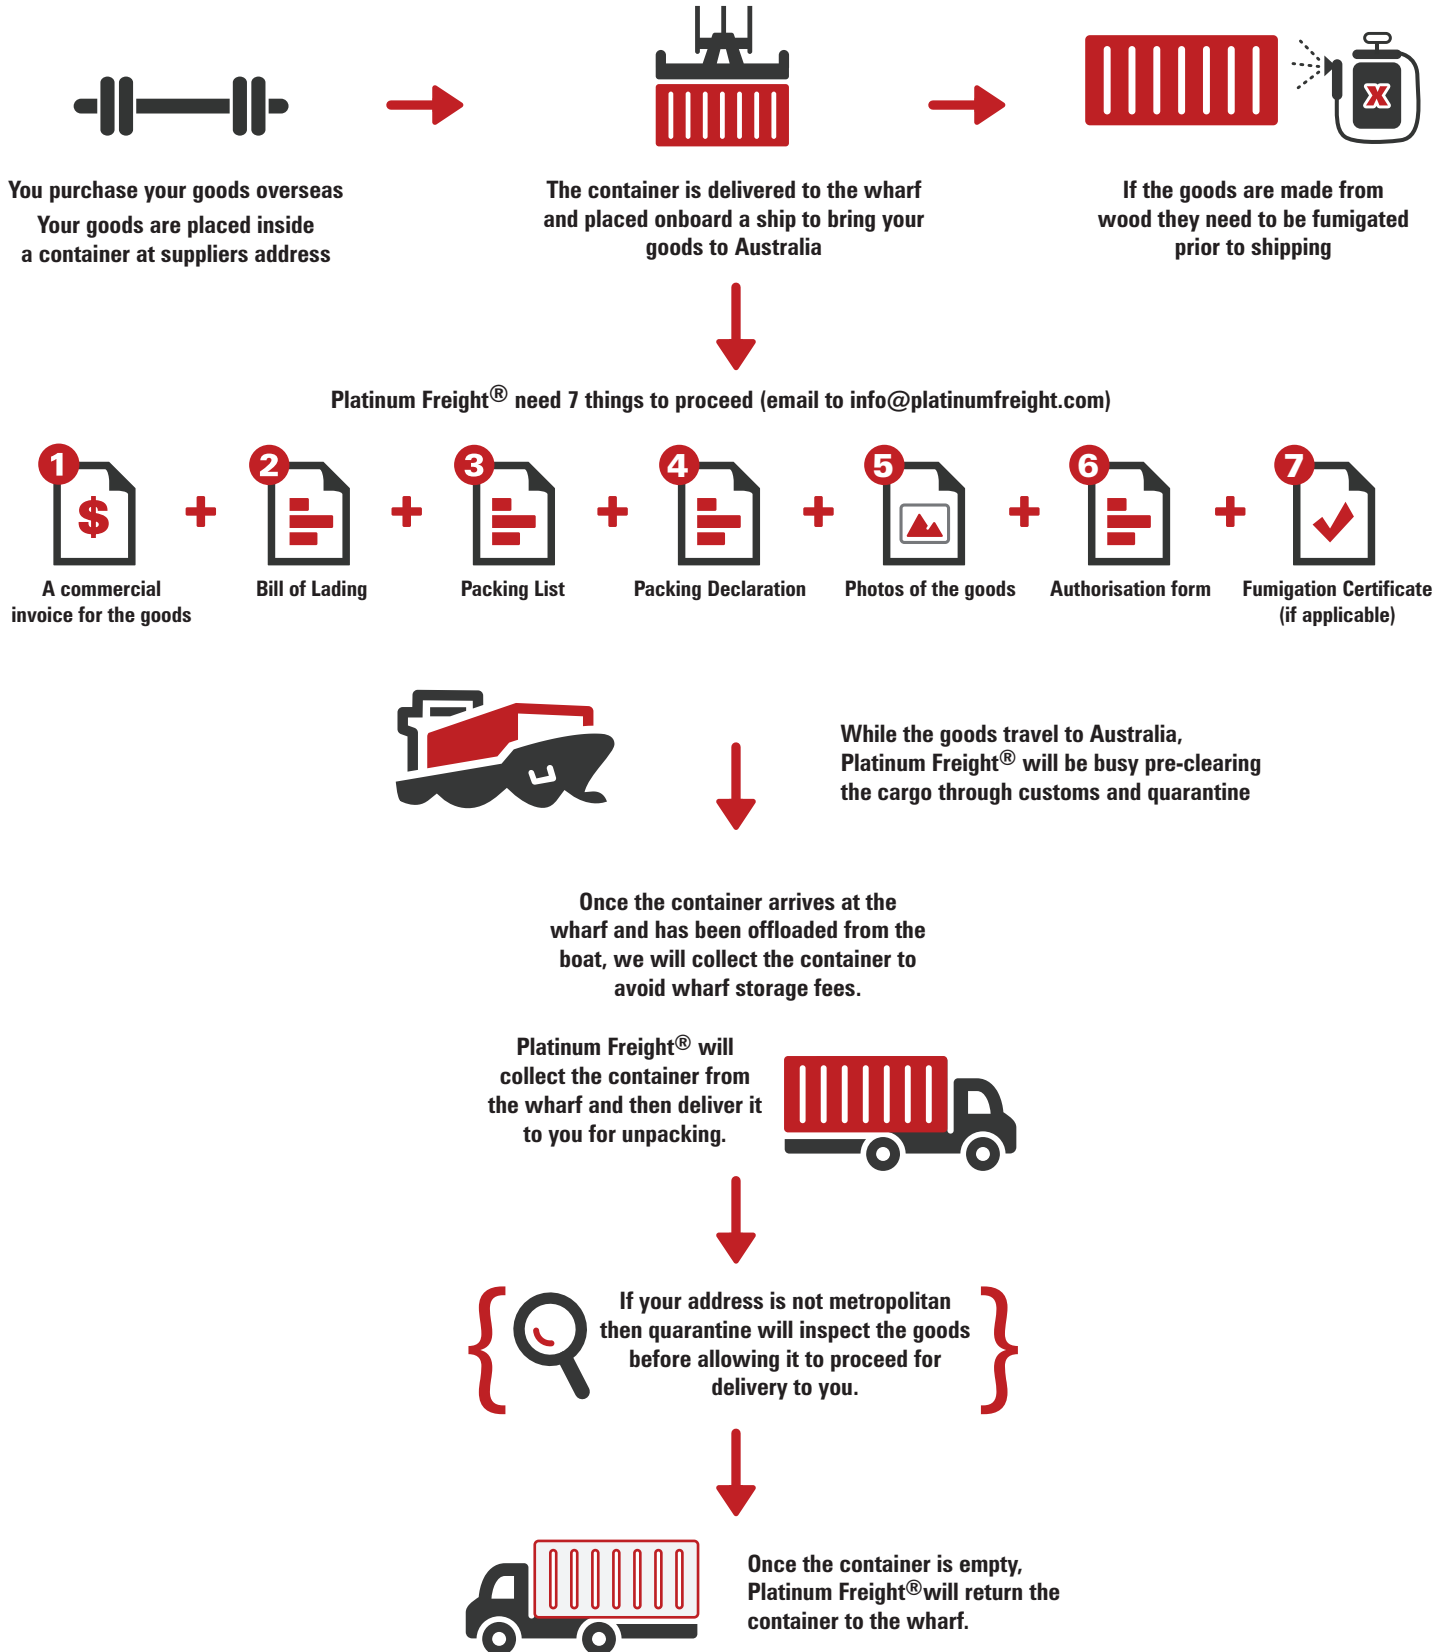 You purchase your goods overseas
Your goods are placed inside
a container at suppliers address
The container is delivered to the wharf
and placed onboard a ship to bring your
goods to Australia
X
If the goods are made from
wood they need to be fumigated
prior to shipping
Platinum Freight® need 7 things to proceed (email to info@platinumfreight.com)
1
$
A commercial
invoice for the goods
+
2
Bill of Lading
+
3
Packing List
+
4
Packing Declaration
+
5
Photos of the goods
+
6
Authorisation form
+
7
Fumigation Certificate
(if applicable)
While the goods travel to Australia,
Platinum Freight® will be busy pre-clearing
the cargo through customs and quarantine
Once the container arrives at the
wharf and has been offloaded from the
boat, we will collect the container to
avoid wharf storage fees.
Platinum Freight® will
collect the container from
the wharf and then deliver it
to you for unpacking.
{
If your address is not metropolitan
then quarantine will inspect the goods
before allowing it to proceed for
delivery to you.
}
Once the container is empty,
Platinum Freight® will return the
container to the wharf.